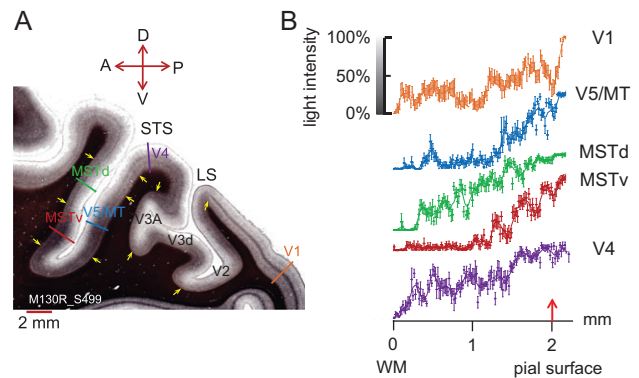 A
D
A P
V
STS
V4
LS
MSTd
MSTv
V5/MT
V3A
V3d
V2
V1
M130R_S499
2 mm
B
light intensity
100%
50%
0%
V1
V5/MT
MSTd
MSTv
V4
mm
0 1 2
WM pial surface